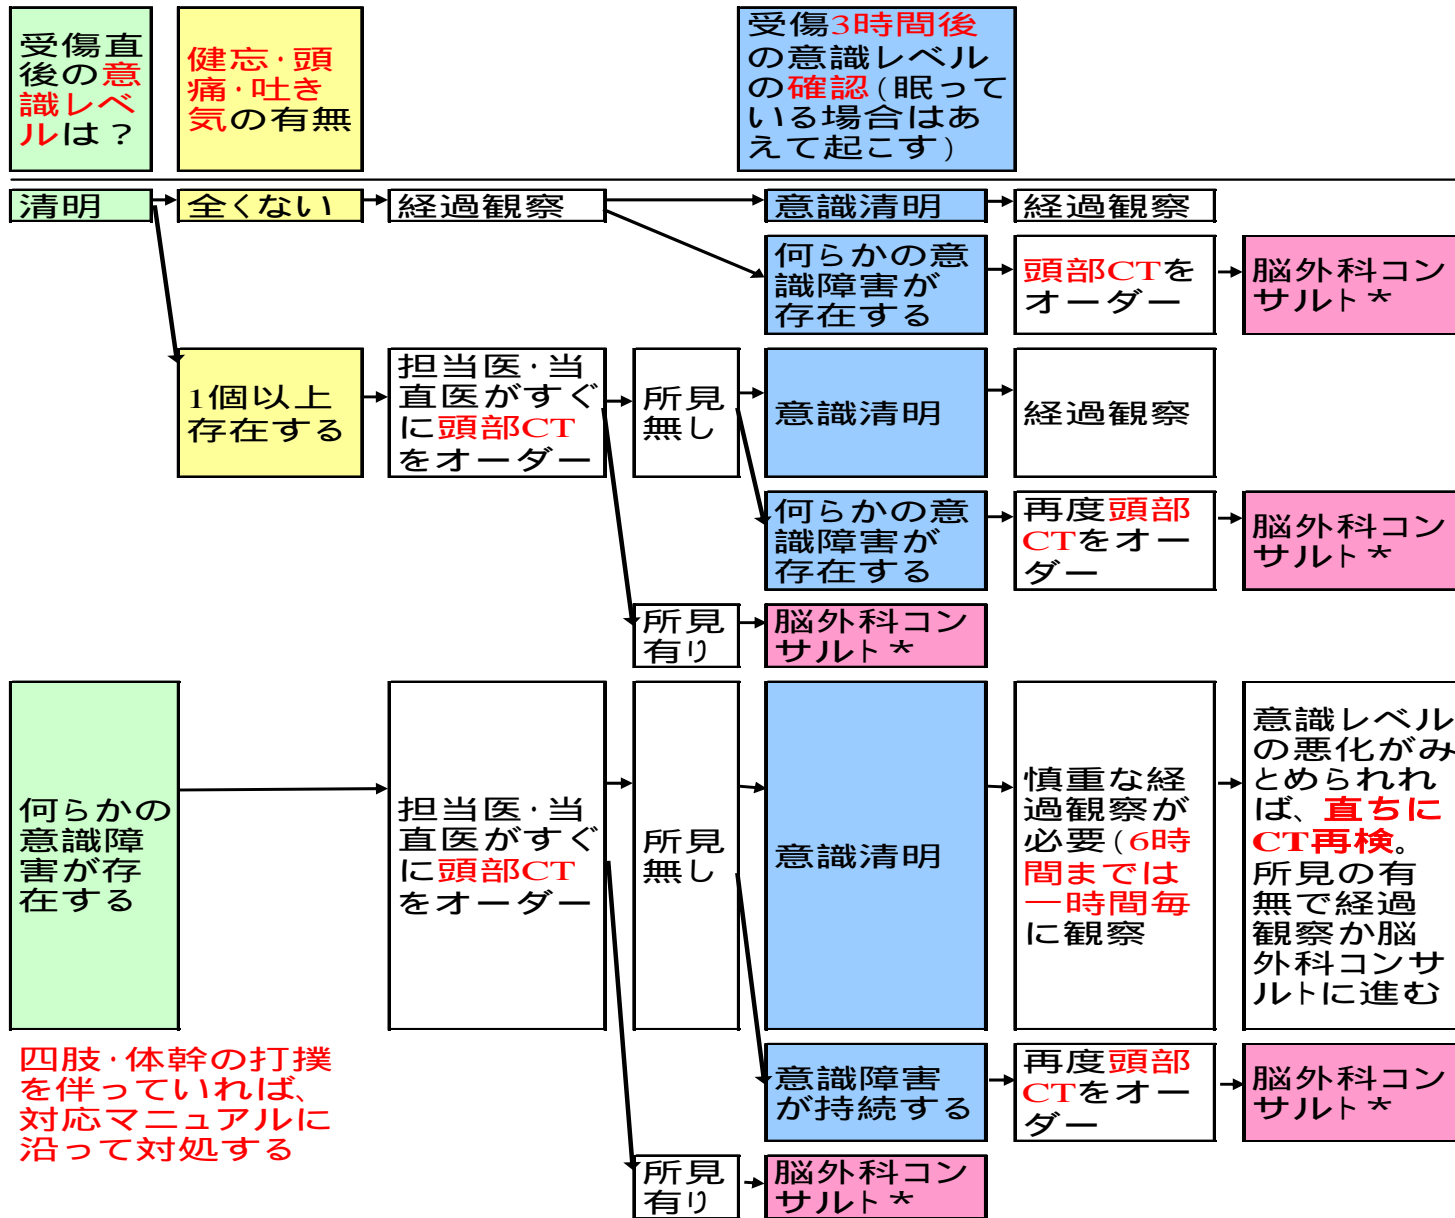 受傷直
後の意
識レベ
ルは？
健忘・頭
痛・吐き
気の有無
受傷3時間後
の意識レベル
の確認（眠って
いる場合はあ
えて起こす）
清明
全くない
経過観察
意識清明
経過観察
何らかの意
識障害が
存在する
頭部CTを
オーダー
脳外科コン
サルト*
1個以上
存在する
担当医・当
直医がすぐ
に頭部CT
をオーダー
所見
無し
意識清明
経過観察
何らかの意
識障害が
存在する
再度頭部
CTをオー
ダー
脳外科コン
サルト*
所見
有り
脳外科コン
サルト*
何らかの
意識障
害が存
在する
担当医・当
直医がすぐ
に頭部CT
をオーダー
所見
無し
意識清明
慎重な経
過観察が
必要（6時
間までは
一時間毎
に観察
意識レベル
の悪化がみ
とめられれ
ば、直ちに
CT再検。
所見の有
無で経過
観察か脳
外科コンサ
ルトに進む
四肢・体幹の打撲
を伴っていれば、
対応マニュアルに
沿って対処する
意識障害
が持続する
再度頭部
CTをオー
ダー
脳外科コン
サルト*
所見
有り
脳外科コン
サルト*